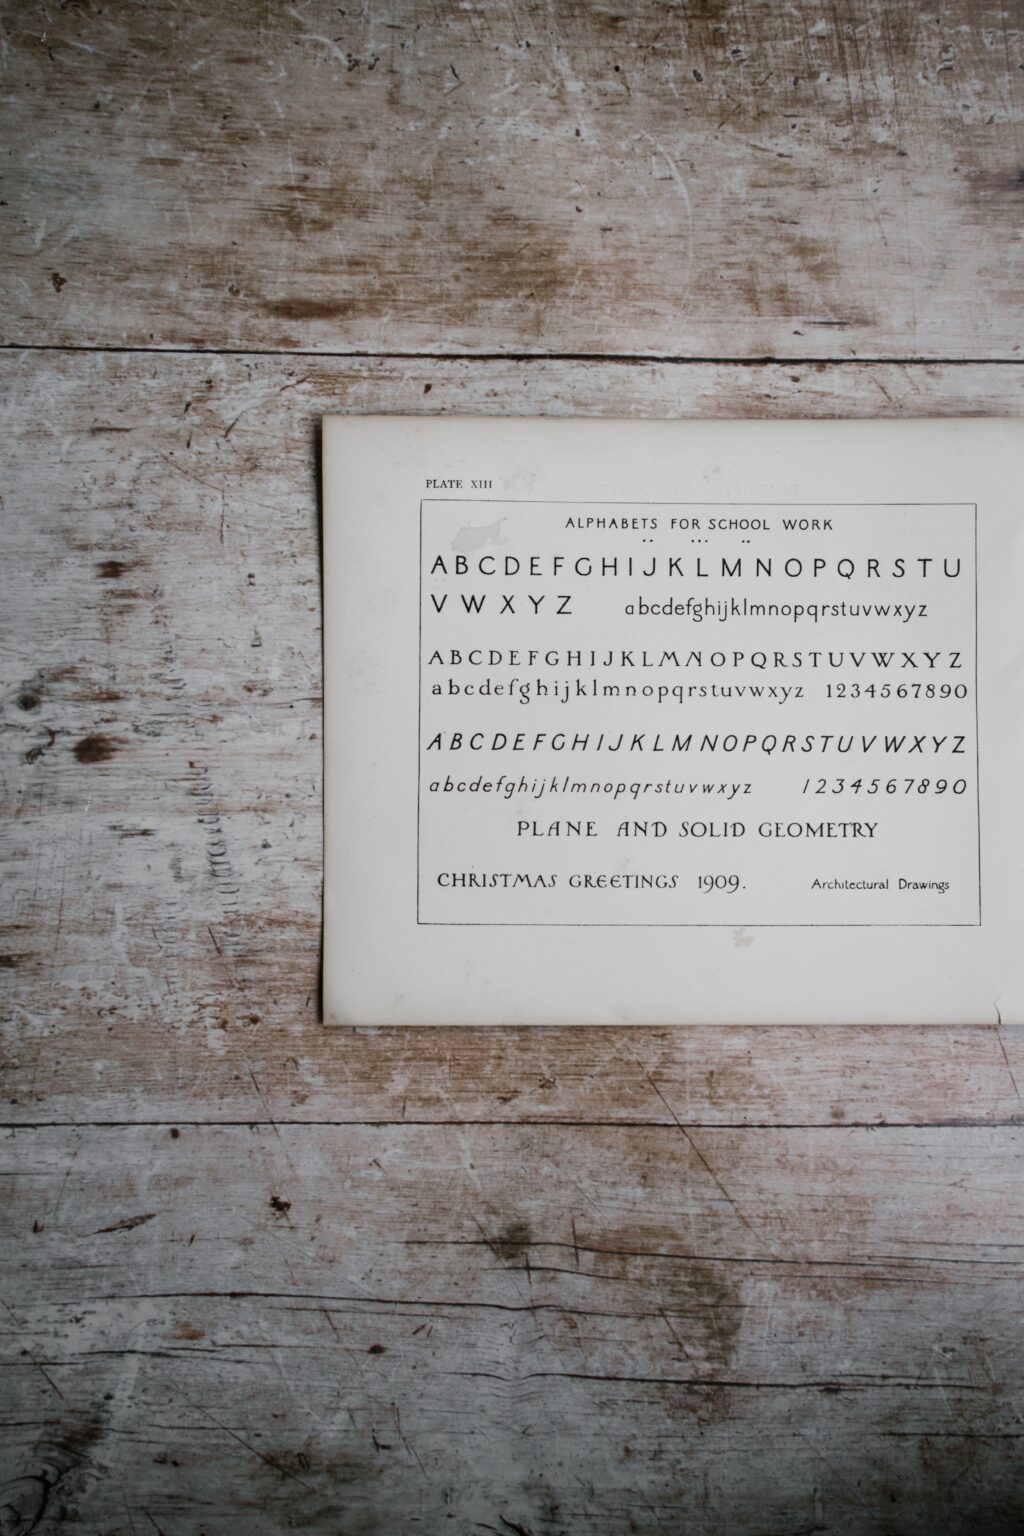 PLATE XIII
ALPHABETS FOR SCHOOL WORK
ABCDEFGHIJKLMNOPQRSTU
VWXYZ abcdefghijklmnopqrstuvwxyz
ABCDEFGHIJKLMNOPQRSTUVWXYZ
abcdefghijklmnopqrstuvwxyz 1234567890
ABCDEFGHIJKLMNOPQRSTUVWXYZ
abcdefghijklmnopqrstuvwxyz 1234567890
PLANE AND SOLID GEOMETRY
CHRISTMAS GREETINGS 1909. Architectural Drawings